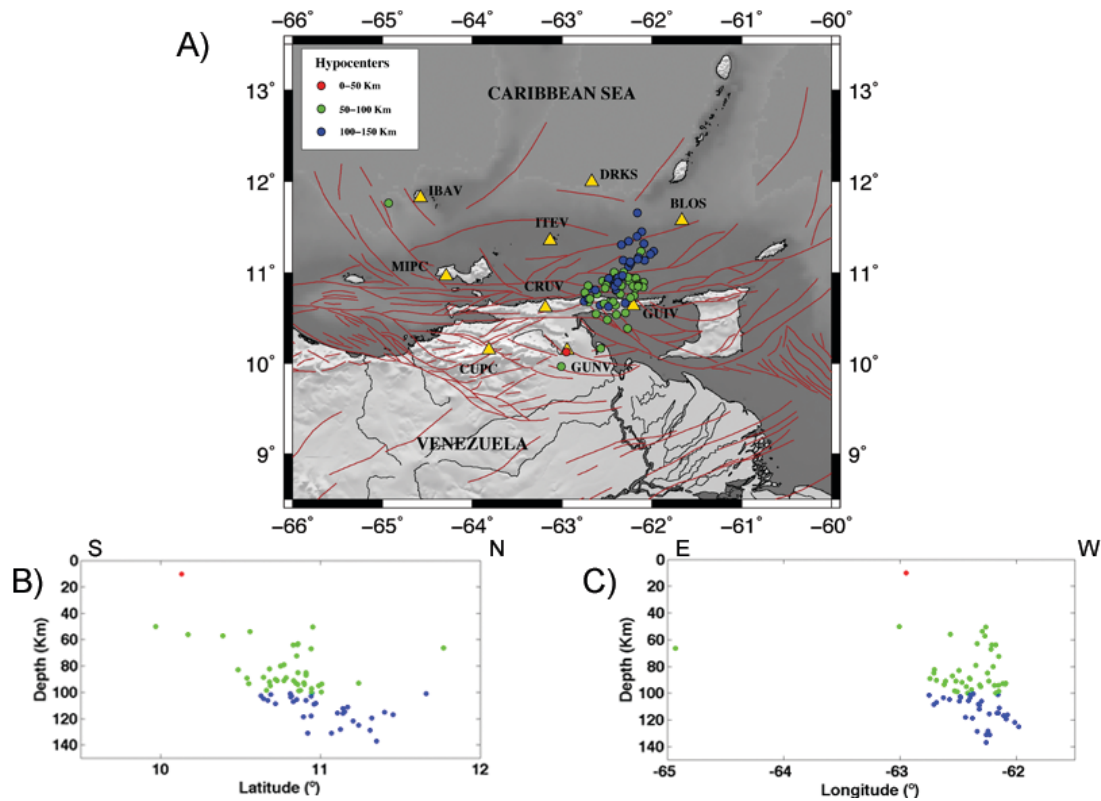 A)
−66˚ −65˚ −64˚ −63˚ −62˚ −61˚ −60˚
Hypocenters
0−50 Km
50−100 Km
100−150 Km
CARIBBEAN SEA
13˚ 13˚
DRKS
12˚ 12˚
IBAV
BLOS
ITEV
MIPC
11˚ 11˚
CRUV
GUIV
10˚ 10˚
CUPC GUNV
VENEZUELA
9˚ 9˚
−66˚ −65˚ −64˚ −63˚ −62˚ −61˚ −60˚
B)
S N
Depth (Km)
0
20
40
60
80
100
120
140
10 11 12
Latitude (º)
C)
E W
Depth (Km)
0
20
40
60
80
100
120
140
150
-65 -64 -63 -62
Longitude (º)